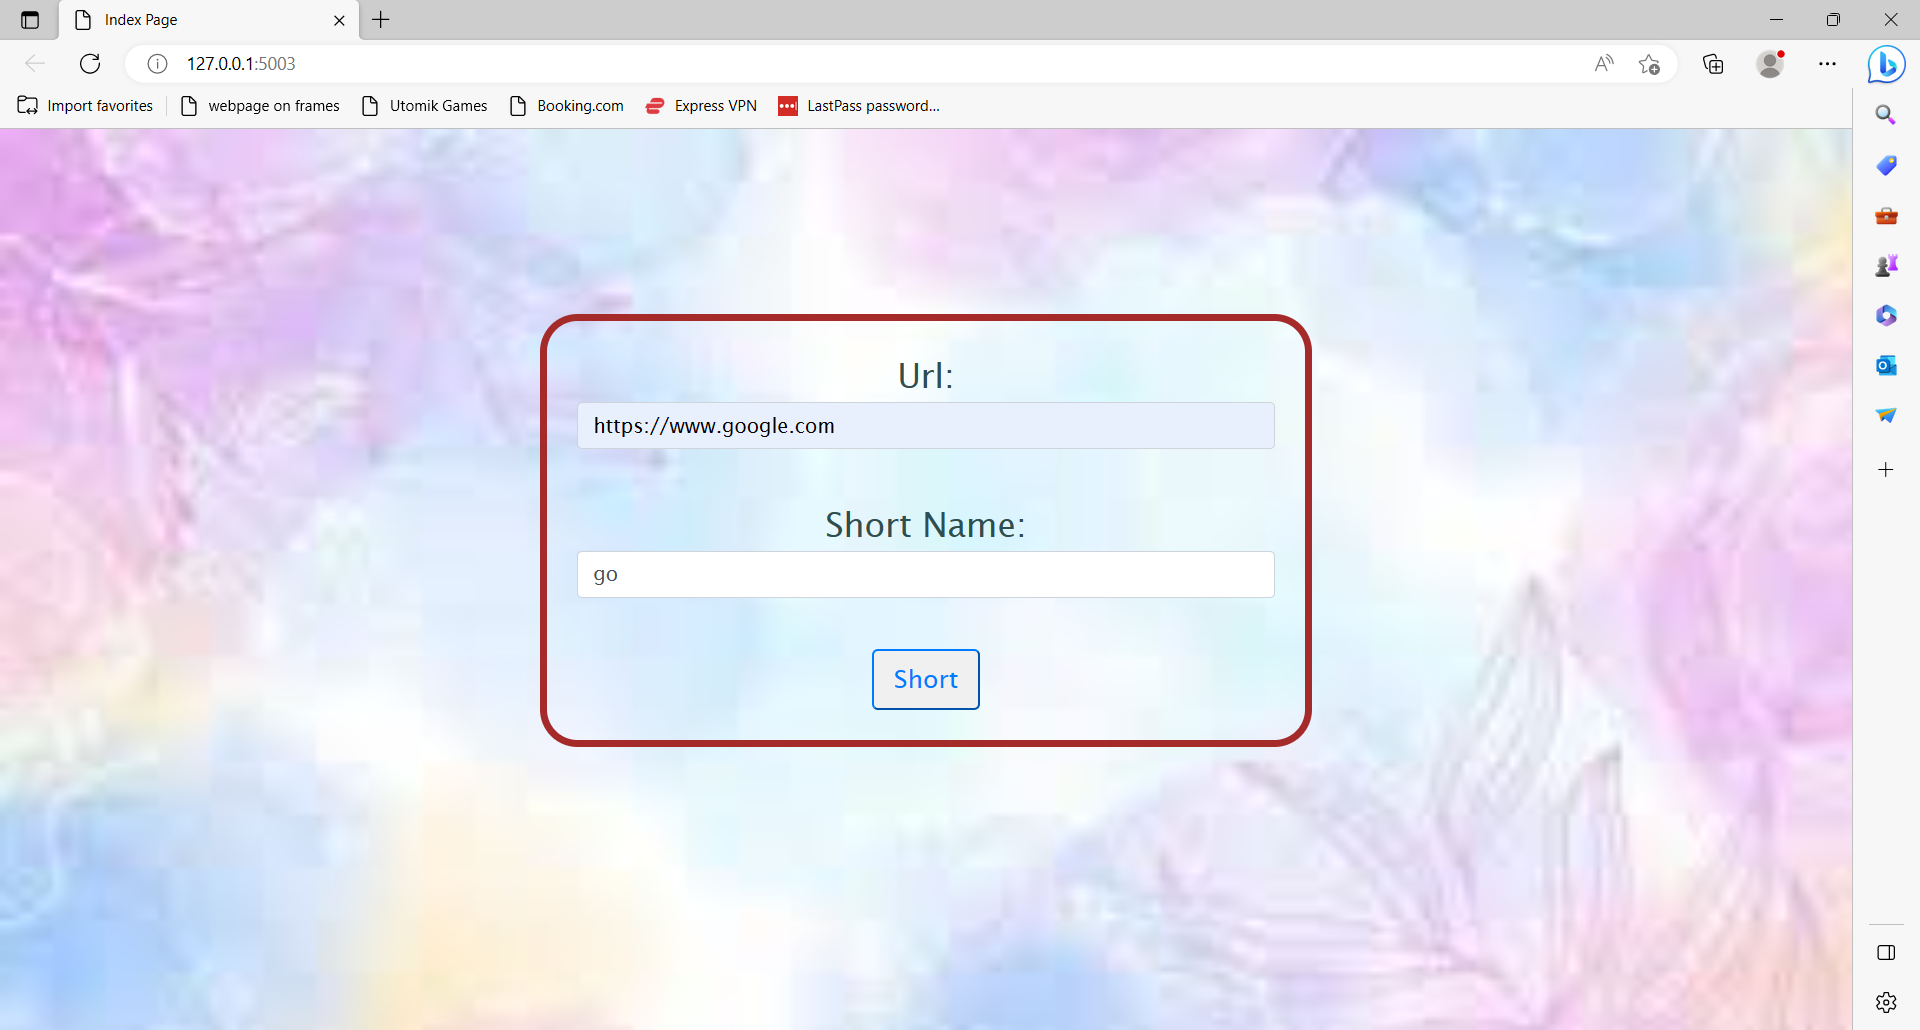 Index Page
127.0.0.1:5003
Import favorites webpage on frames Utomik Games Booking.com Express VPN LastPass password...
Url:
https://www.google.com
Short Name:
go
Short